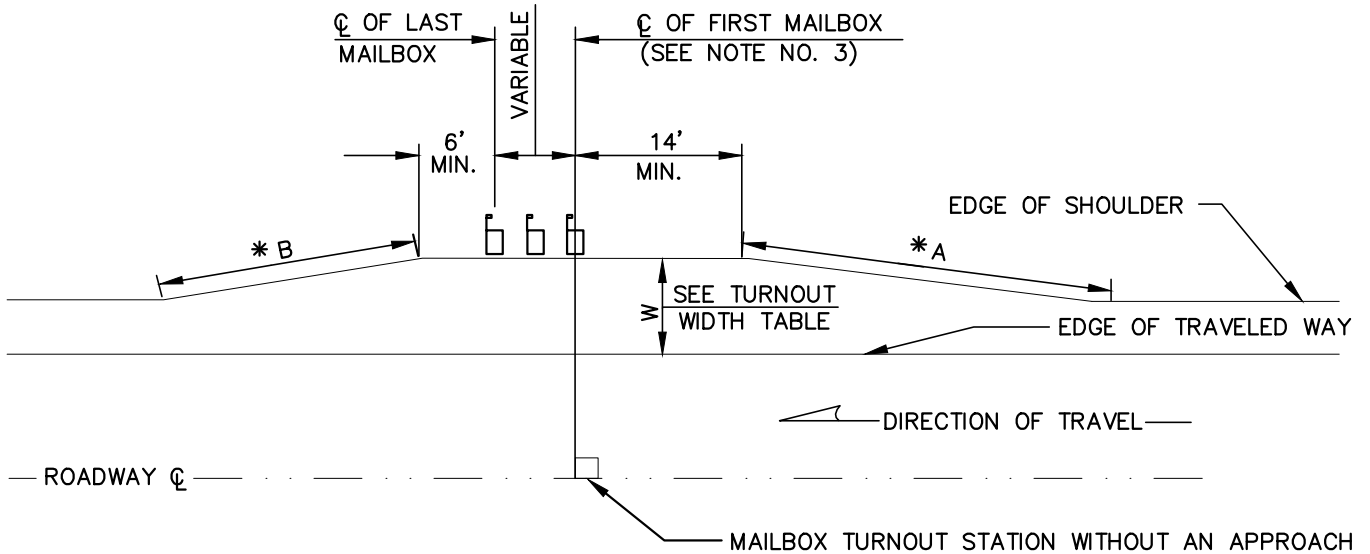 ℄ OF LAST
MAILBOX
VARIABLE
℄ OF FIRST MAILBOX
(SEE NOTE NO. 3)
6'
MIN.
14'
MIN.
EDGE OF SHOULDER
* B
* A
W
SEE TURNOUT
WIDTH TABLE
EDGE OF TRAVELED WAY
DIRECTION OF TRAVEL
ROADWAY ℄
MAILBOX TURNOUT STATION WITHOUT AN APPROACH